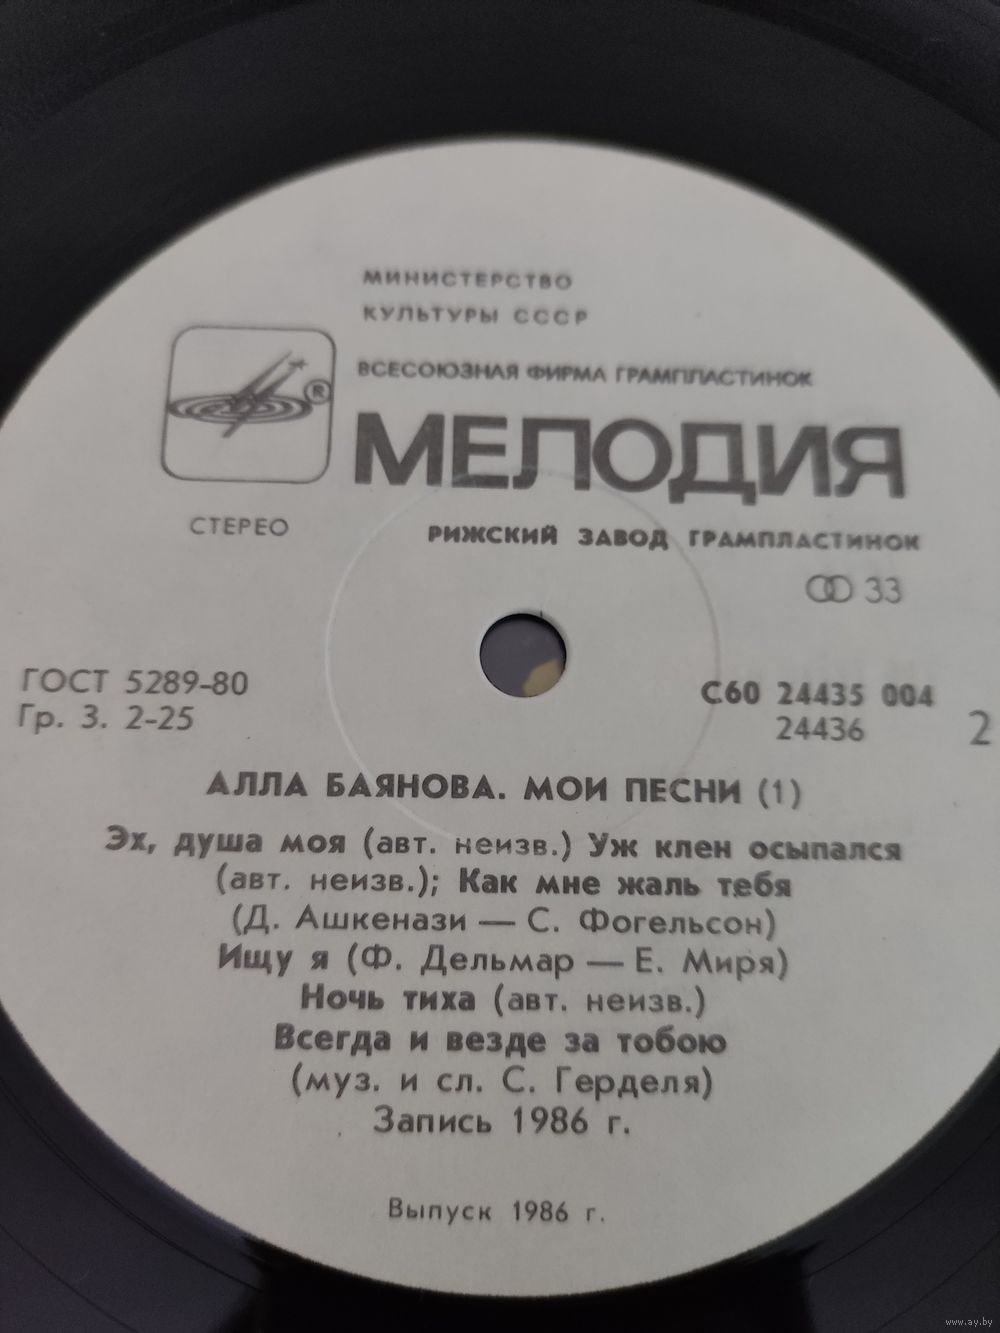 МИНИСТЕРСТВО
КУЛЬТУРЫ СССР
ВСЕСОЮЗНАЯ ФИРМА ГРАМПЛАСТИНОК
®
МЕЛОДИЯ
СТЕРЕО
РИЖСКИЙ ЗАВОД ГРАМПЛАСТИНОК
33
ГОСТ 5289-80
Гр. 3. 2-25
С60 24435 004
24436
2
АЛЛА БАЯНОВА. МОИ ПЕСНИ (1)
Эх, душа моя (авт. неизв.) Уж клен осыпался
(авт. неизв.); Как мне жаль тебя
(Д. Ашкенази — С. Фогельсон)
Ищу я (Ф. Дельмар — Е. Миря)
Ночь тиха (авт. неизв.)
Всегда и везде за тобою
(муз. и сл. С. Герделя)
Запись 1986 г.
Выпуск 1986 г.
www.ay.by